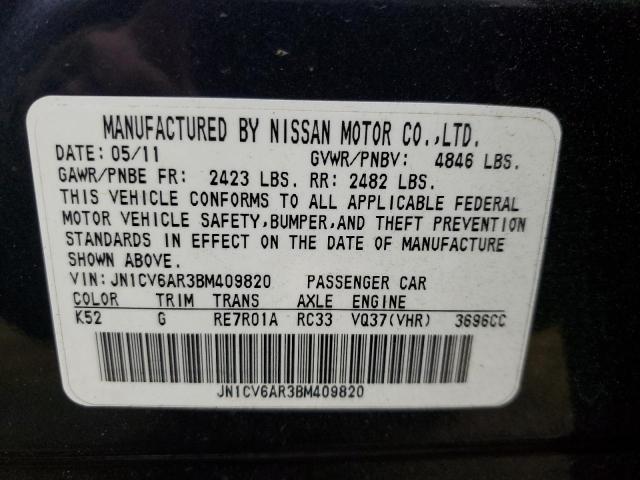 MANUFACTURED BY NISSAN MOTOR CO.,LTD.
DATE: 05/11 GVWR/PNBV: 4846 LBS.
GAWR/PNBE FR: 2423 LBS. RR: 2482 LBS.
THIS VEHICLE CONFORMS TO ALL APPLICABLE FEDERAL
MOTOR VEHICLE SAFETY,BUMPER,AND THEFT PREVENTION
STANDARDS IN EFFECT ON THE DATE OF MANUFACTURE
SHOWN ABOVE.
VIN: JN1CV6AR3BM409820 PASSENGER CAR
COLOR TRIM TRANS AXLE ENGINE
K52 G RE7R01A RC33 VQ37(VHR) 3696CC
JN1CV6AR3BM409820